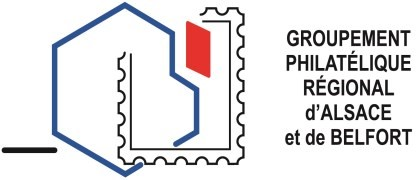 GROUPEMENT
PHILATÉLIQUE
RÉGIONAL
d'ALSACE
et de BELFORT